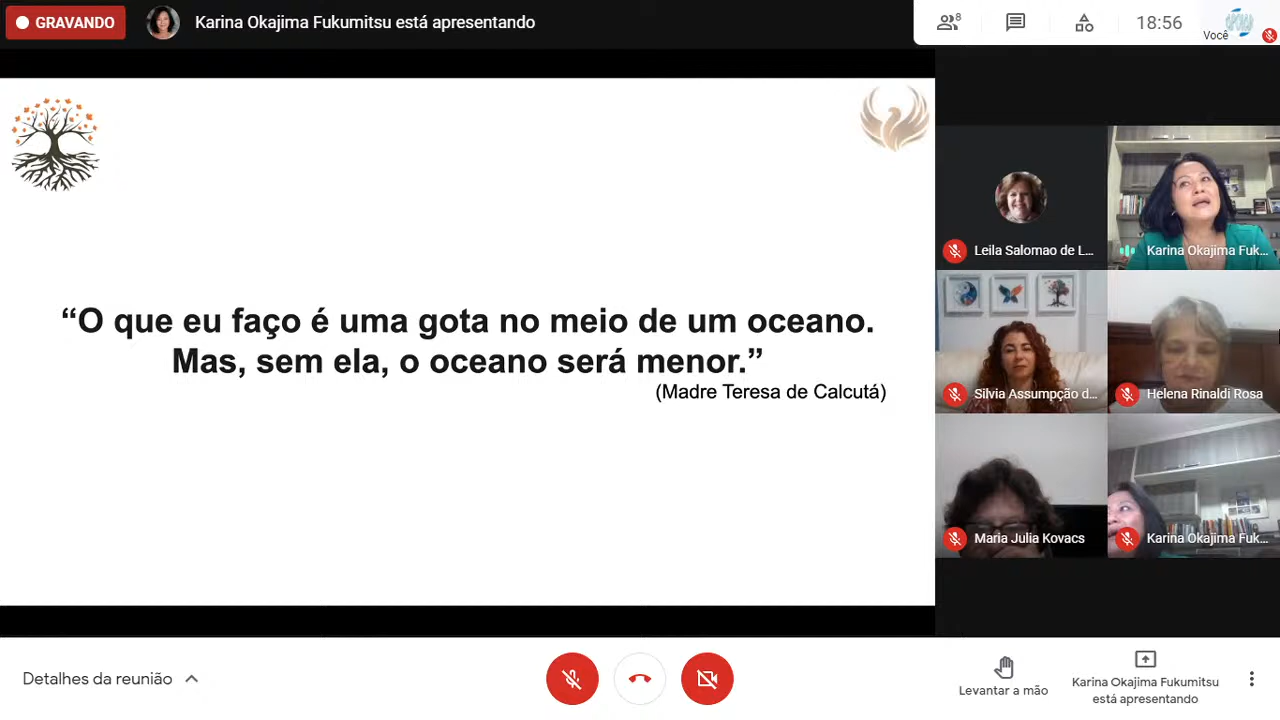 GRAVANDO
Karina Okajima Fukumitsu está apresentando
8
18:56
Você
“O que eu faço é uma gota no meio de um oceano.
Mas, sem ela, o oceano será menor.”
(Madre Teresa de Calcutá)
Leila Salomao de L...
Karina Okajima Fuk...
Silvia Assumpção d...
Helena Rinaldi Rosa
Maria Julia Kovacs
Karina Okajima Fuk...
Detalhes da reunião
Levantar a mão
Karina Okajima Fukumitsu
está apresentando